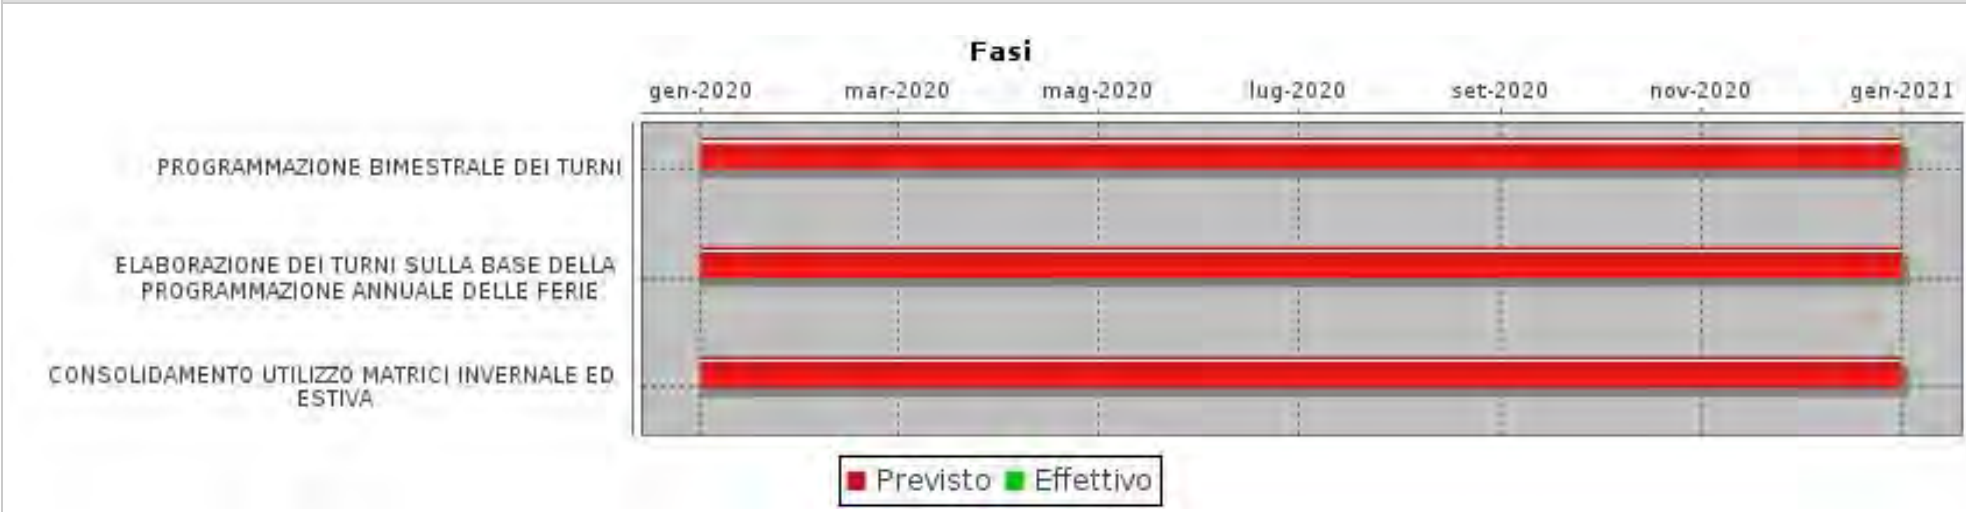 Fasi
gen-2020 mar-2020 mag-2020 lug-2020 set-2020 nov-2020 gen-2021
PROGRAMMAZIONE BIMESTRALE DEI TURNI
ELABORAZIONE DEI TURNI SULLA BASE DELLA
PROGRAMMAZIONE ANNUALE DELLE FERIE
CONSOLIDAMENTO UTILIZZO MATRICI INVERNALE ED
ESTIVA
Previsto Effettivo